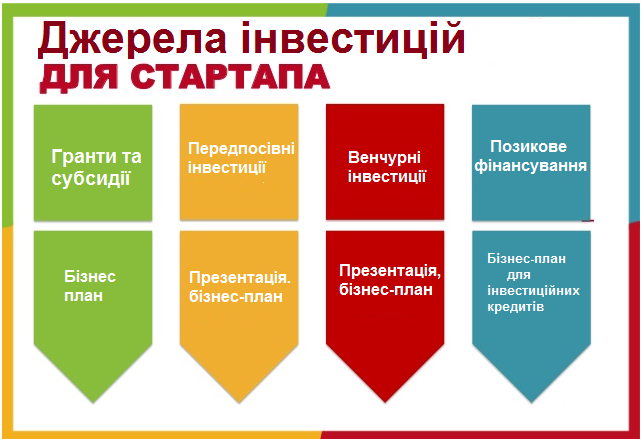 Джерела інвестицій
ДЛЯ СТАРТАПА
Гранти та
субсидії
Передпосівні
інвестиції
Венчурні
інвестиції
Позикове
фінансування
Бізнес
план
Презентація.
бізнес-план
Презентація,
бізнес-план
Бізнес-план
для
інвестиційних
кредитів